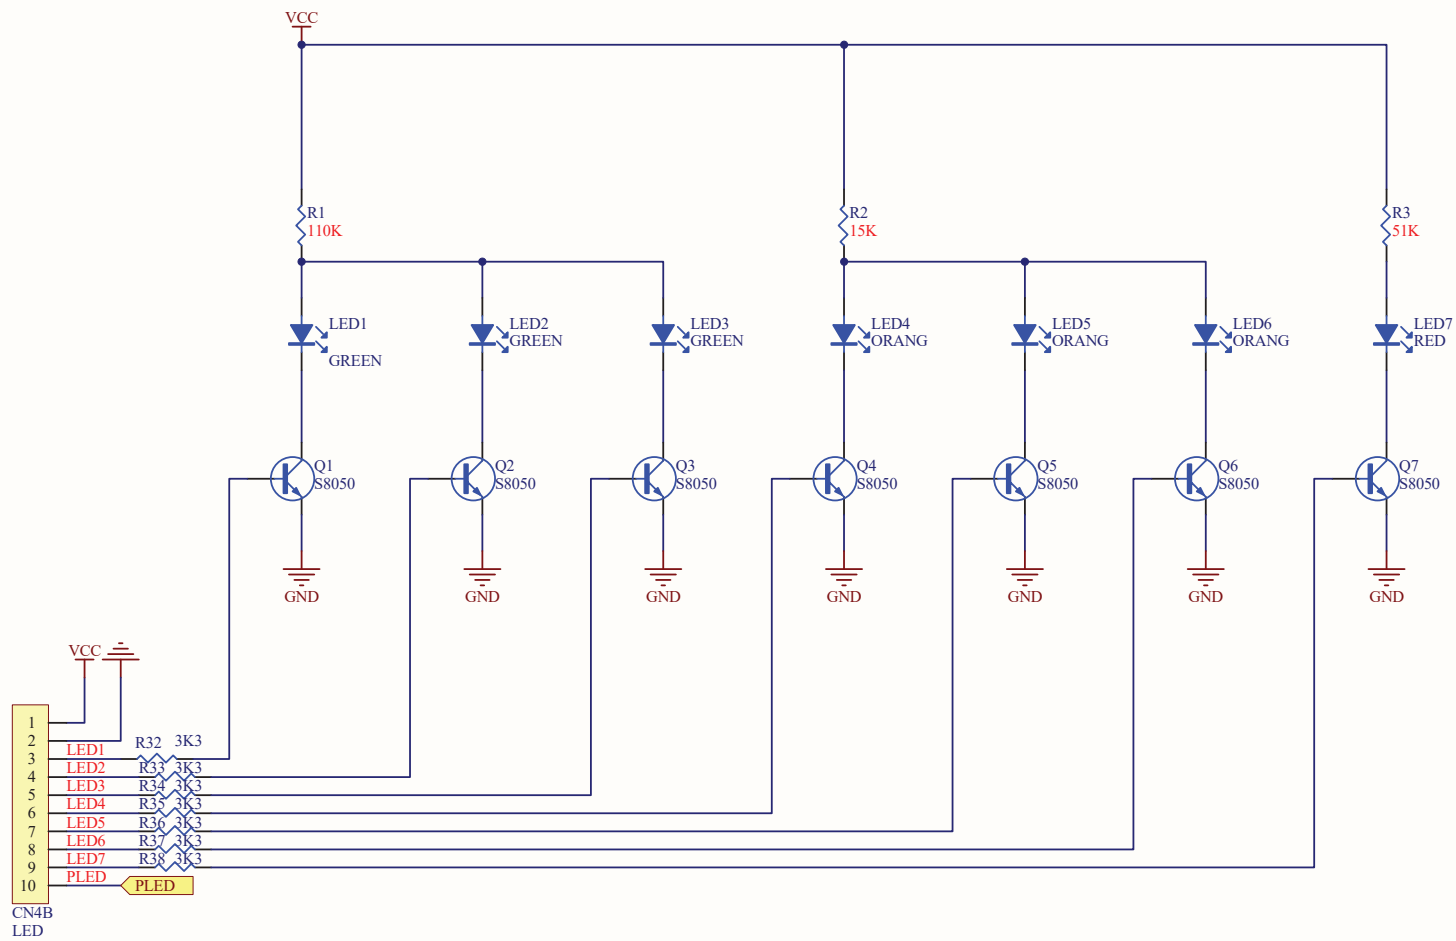 VCC
R1
110K
R2
15K
R3
51K
LED1
GREEN
LED2
GREEN
LED3
GREEN
LED4
ORANG
LED5
ORANG
LED6
ORANG
LED7
RED
Q1
S8050
Q2
S8050
Q3
S8050
Q4
S8050
Q5
S8050
Q6
S8050
Q7
S8050
GND
GND
GND
GND
GND
GND
GND
VCC
1
2
3 LED1 R32 3K3
4 LED2 R33 3K3
5 LED3 R34 3K3
6 LED4 R35 3K3
7 LED5 R36 3K3
8 LED6 R37 3K3
9 LED7 R38 3K3
10 PLED PLED
CN4B
LED